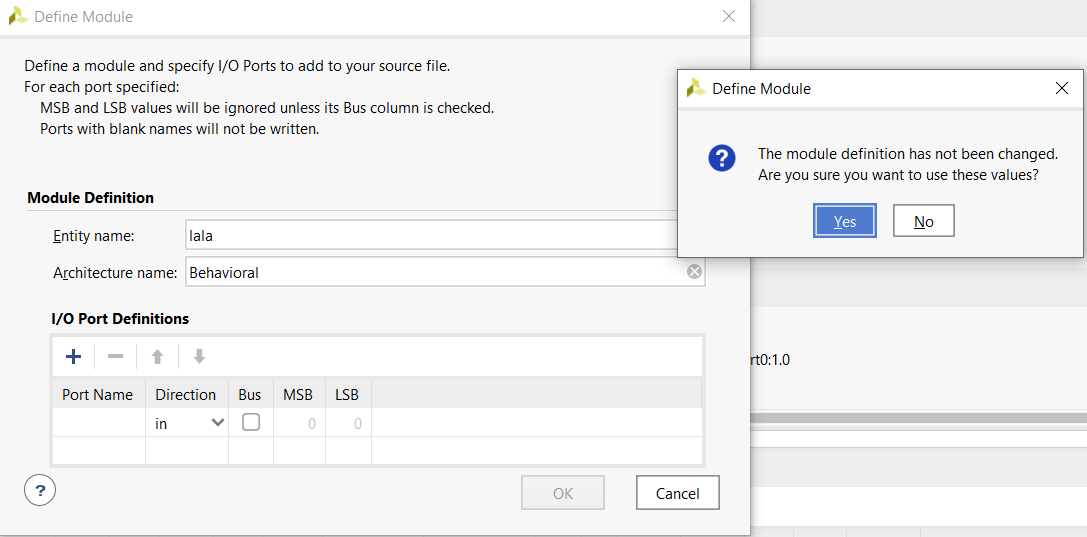 Define Module
Define a module and specify I/O Ports to add to your source file.
For each port specified:
MSB and LSB values will be ignored unless its Bus column is checked.
Ports with blank names will not be written.
Module Definition
Entity name: lala
Architecture name: Behavioral
I/O Port Definitions
Port Name Direction Bus MSB LSB
in 0 0
? OK Cancel
Define Module
?
The module definition has not been changed.
Are you sure you want to use these values?
Yes No
rt0:1.0